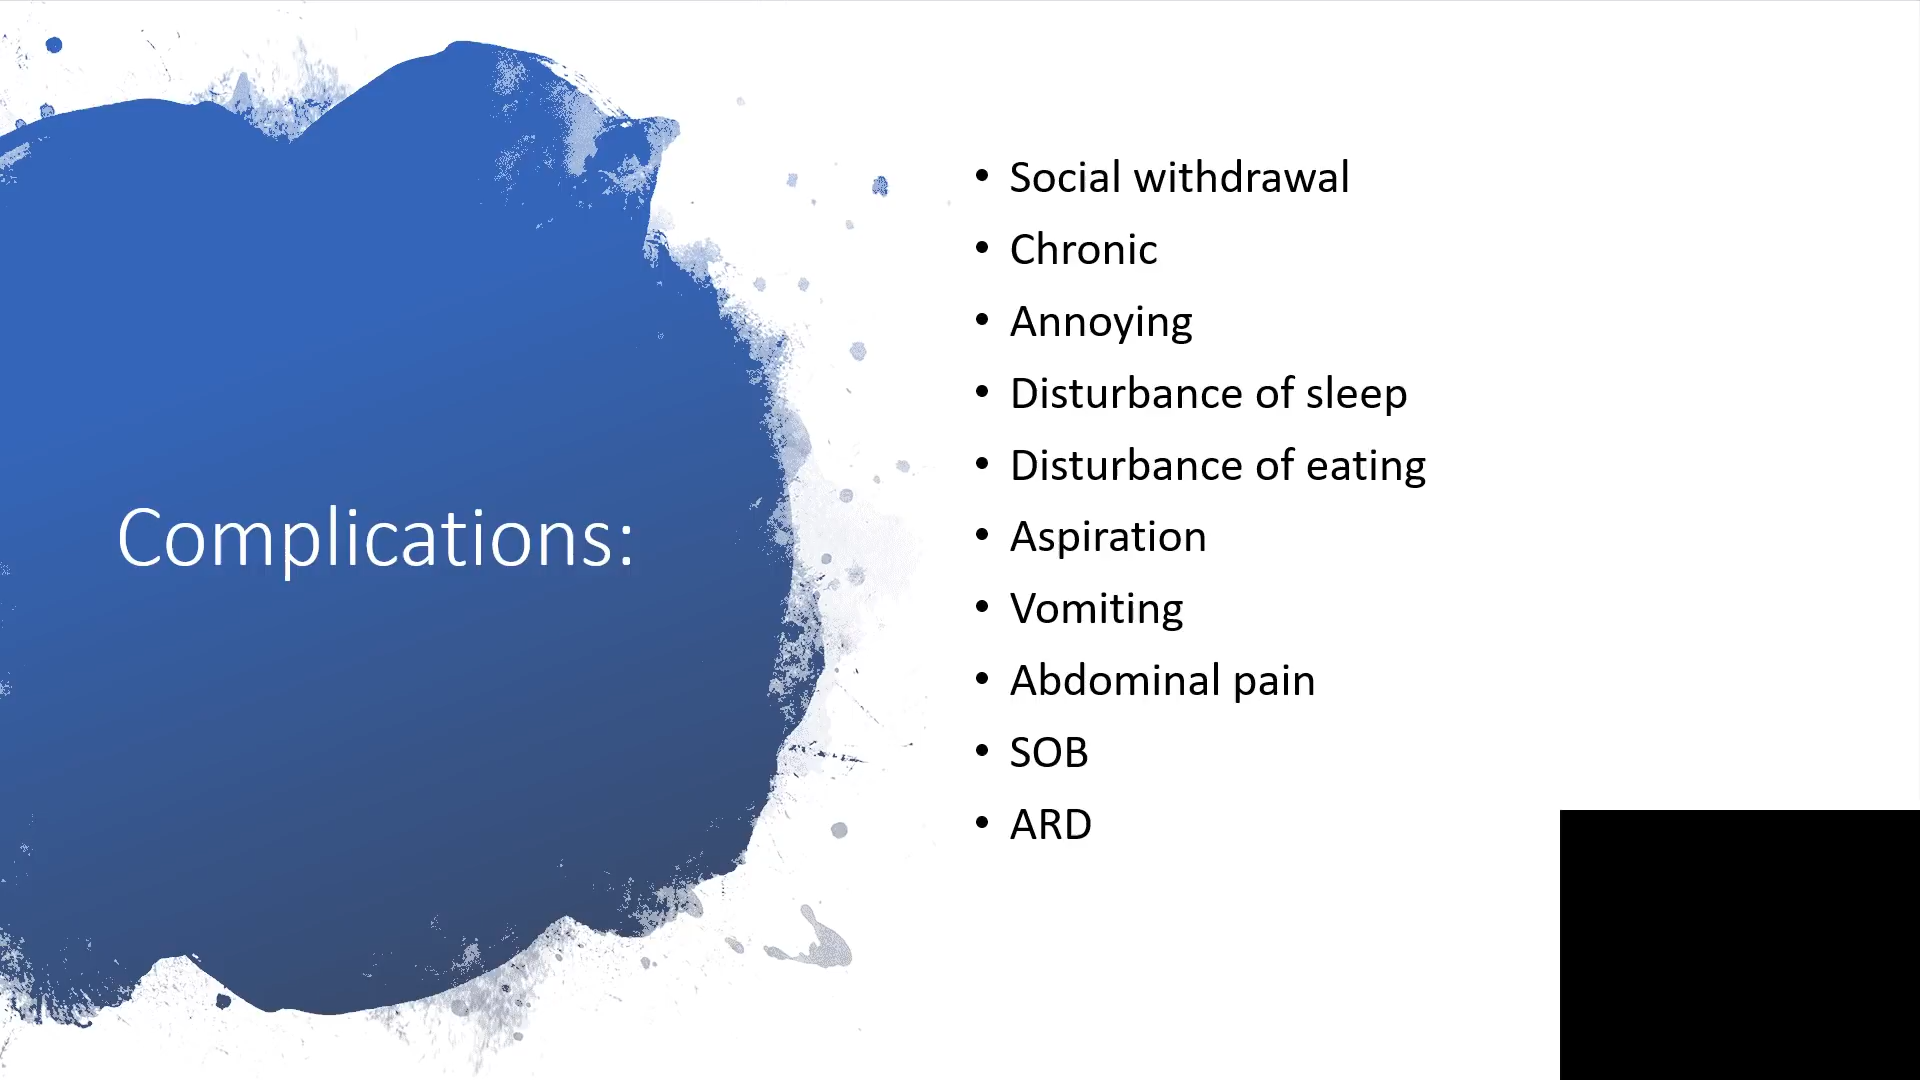 Complications:
• Social withdrawal
• Chronic
• Annoying
• Disturbance of sleep
• Disturbance of eating
• Aspiration
• Vomiting
• Abdominal pain
• SOB
• ARD